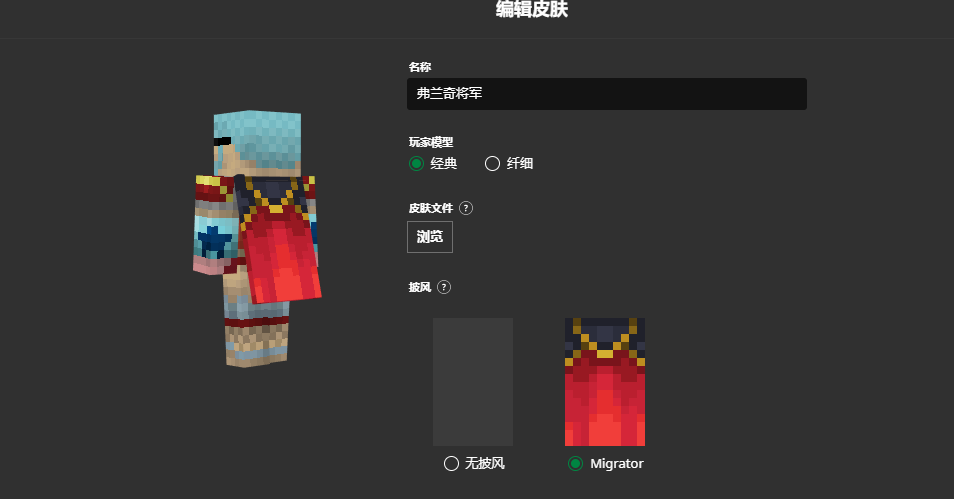 编辑皮肤
名称
弗兰奇将军
玩家模型
经典 纤细
皮肤文件 ?
浏览
披风 ?
无披风 Migrator